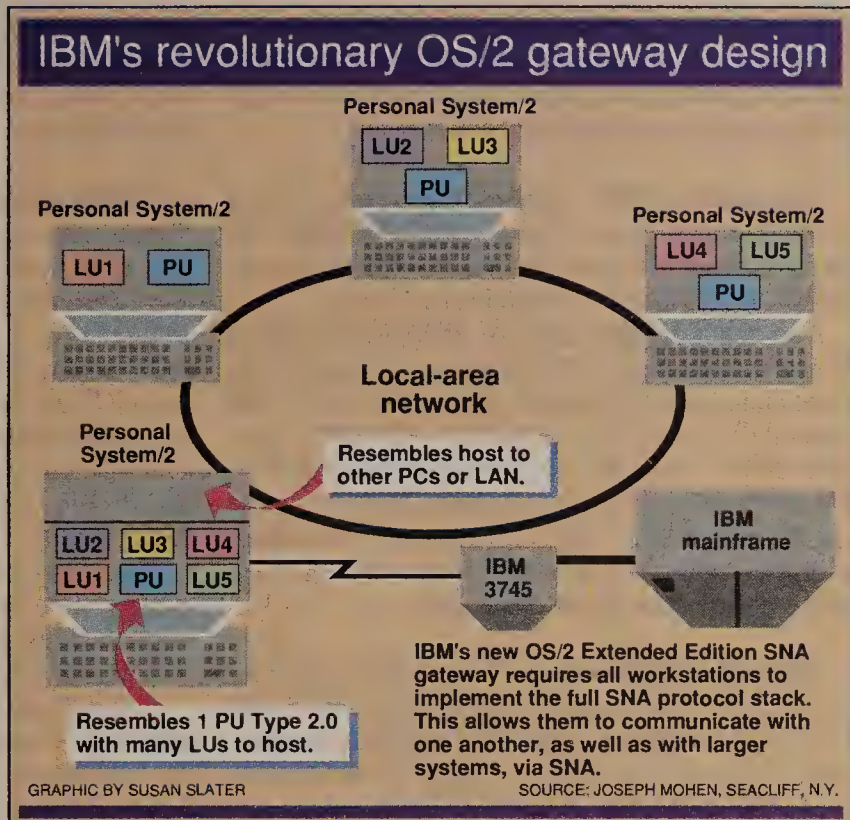 IBM's revolutionary OS/2 gateway design
Personal System/2
LU2 LU3
PU
Personal System/2
LU1 PU
Personal System/2
LU4 LU5
PU
Local-area
network
Personal
System/2
Resembles host to
other PCs or LAN.
LU2 LU3 LU4
LU1 PU LU5
IBM
3745
IBM
mainframe
Resembles 1 PU Type 2.0
with many LUs to host.
IBM's new OS/2 Extended Edition SNA
gateway requires all workstations to
implement the full SNA protocol stack.
This allows them to communicate with
one another, as well as with larger
systems, via SNA.
GRAPHIC BY SUSAN SLATER
SOURCE: JOSEPH MOHEN, SEACLIFF, N.Y.